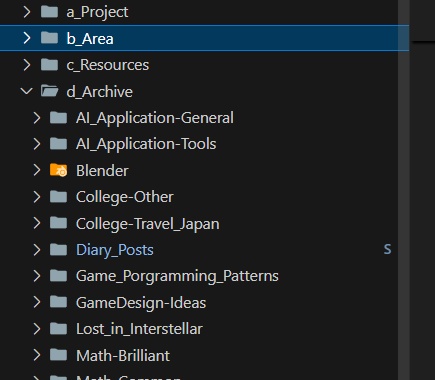 a_Project
b_Area
c_Resources
d_Archive
AI_Application-General
AI_Application-Tools
Blender
College-Other
College-Travel_Japan
Diary_Posts S
Game_Porgramming_Patterns
GameDesign-Ideas
Lost_in_Interstellar
Math-Brilliant